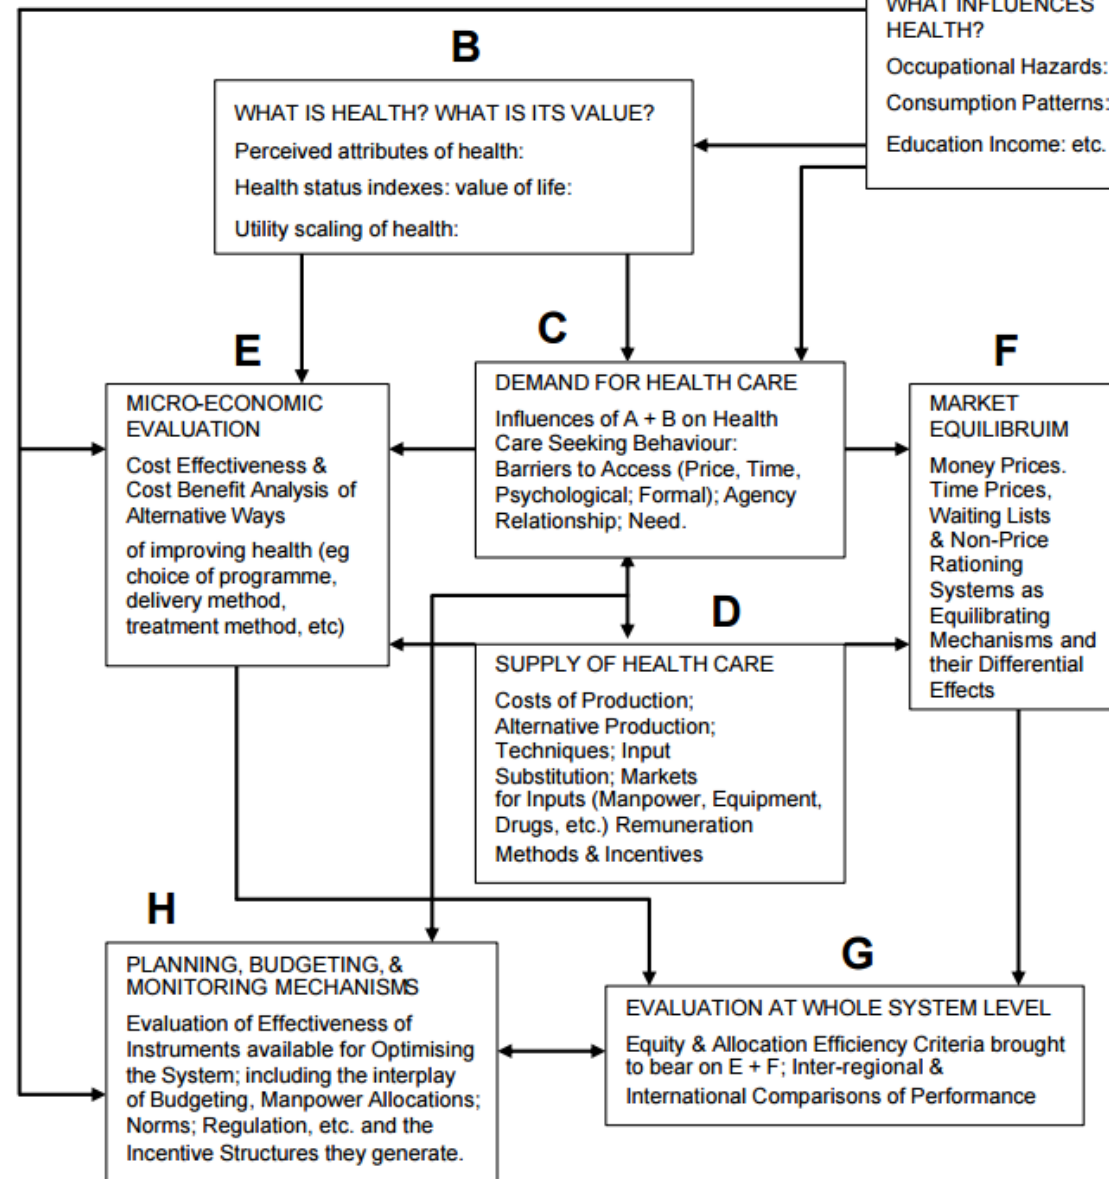 WHAT INFLUENCES
HEALTH?
Occupational Hazards:
Consumption Patterns:
Education Income: etc.
B
WHAT IS HEALTH? WHAT IS ITS VALUE?
Perceived attributes of health:
Health status indexes: value of life:
Utility scaling of health:
E
MICRO-ECONOMIC
EVALUATION
Cost Effectiveness &
Cost Benefit Analysis of
Alternative Ways
of improving health (eg
choice of programme,
delivery method,
treatment method, etc)
C
DEMAND FOR HEALTH CARE
Influences of A + B on Health
Care Seeking Behaviour:
Barriers to Access (Price, Time,
Psychological; Formal); Agency
Relationship; Need.
F
MARKET
EQUILIBRUIM
Money Prices.
Time Prices,
Waiting Lists
& Non-Price
Rationing
Systems as
Equilibrating
Mechanisms and
their Differential
Effects
D
SUPPLY OF HEALTH CARE
Costs of Production;
Alternative Production;
Techniques; Input
Substitution; Markets
for Inputs (Manpower, Equipment,
Drugs, etc.) Remuneration
Methods & Incentives
H
PLANNING, BUDGETING, &
MONITORING MECHANISMS
Evaluation of Effectiveness of
Instruments available for Optimising
the System; including the interplay
of Budgeting, Manpower Allocations;
Norms; Regulation, etc. and the
Incentive Structures they generate.
G
EVALUATION AT WHOLE SYSTEM LEVEL
Equity & Allocation Efficiency Criteria brought
to bear on E + F; Inter-regional &
International Comparisons of Performance